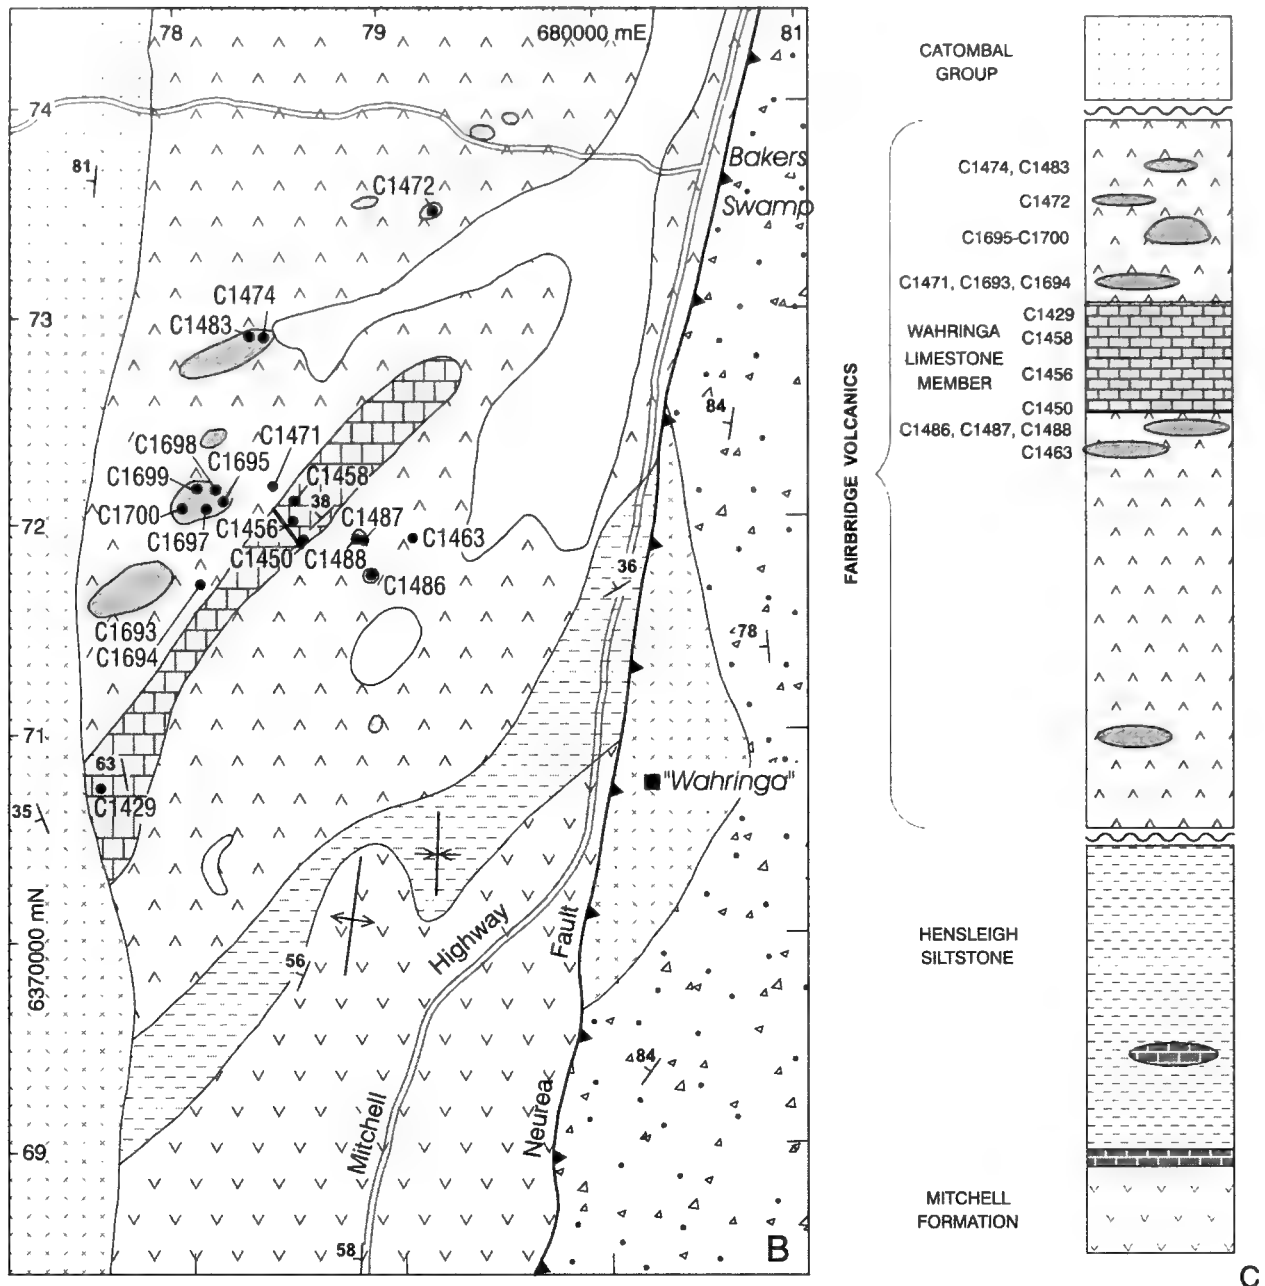 78
79
680000 mE
81
74
Bakers
Swamp
81
C1472
C1474
73
C1483
84
C1698
C1471
C1695
C1699
C1458
38
C1700
C1487
72
C1456
C1463
C1697
C1450
C1488
36
C1486
C1693
78
C1694
71
63
"Wahringa"
C1429
35
6370000 mN
Highway
Fault
56
84
Mitchell
Neurea
69
58
B
CATOMBAL
GROUP
C1474, C1483
C1472
C1695-C1700
C1471, C1693, C1694
C1429
WAHRINGA
C1458
LIMESTONE
C1456
MEMBER
C1450
C1486, C1487, C1488
C1463
FAIRBRIDGE VOLCANICS
HENSLEIGH
SILTSTONE
MITCHELL
FORMATION
C